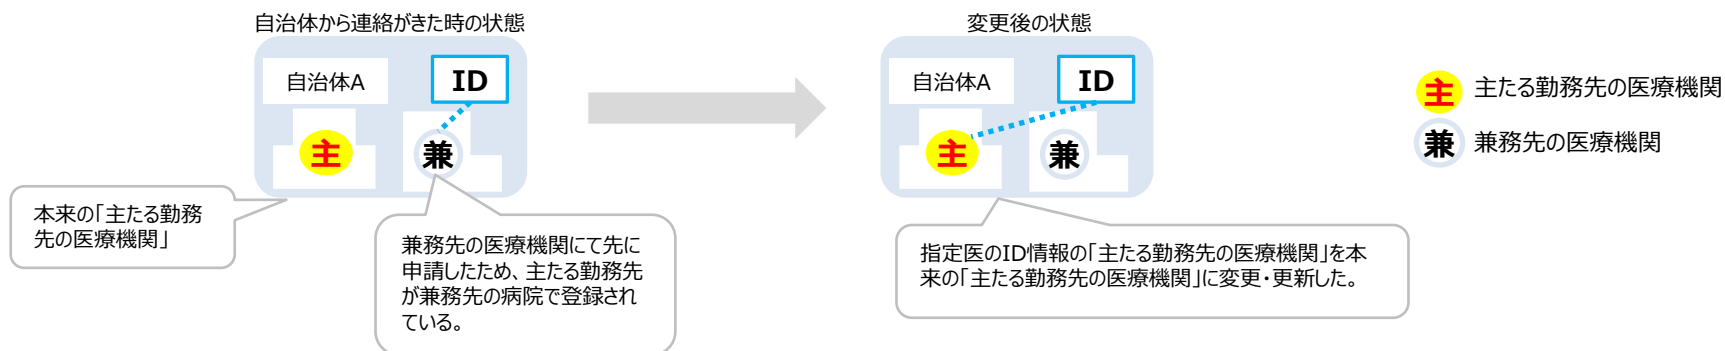 自治体から連絡がきた時の状態
自治体A
ID
主
兼
本来の「主たる勤務
先の医療機関」
兼務先の医療機関にて先に
申請したため、主たる勤務先
が兼務先の病院で登録され
ている。
変更後の状態
自治体A
ID
主
兼
指定医のID情報の「主たる勤務先の医療機関」を本
来の「主たる勤務先の医療機関」に変更・更新した。
主 主たる勤務先の医療機関
兼 兼務先の医療機関